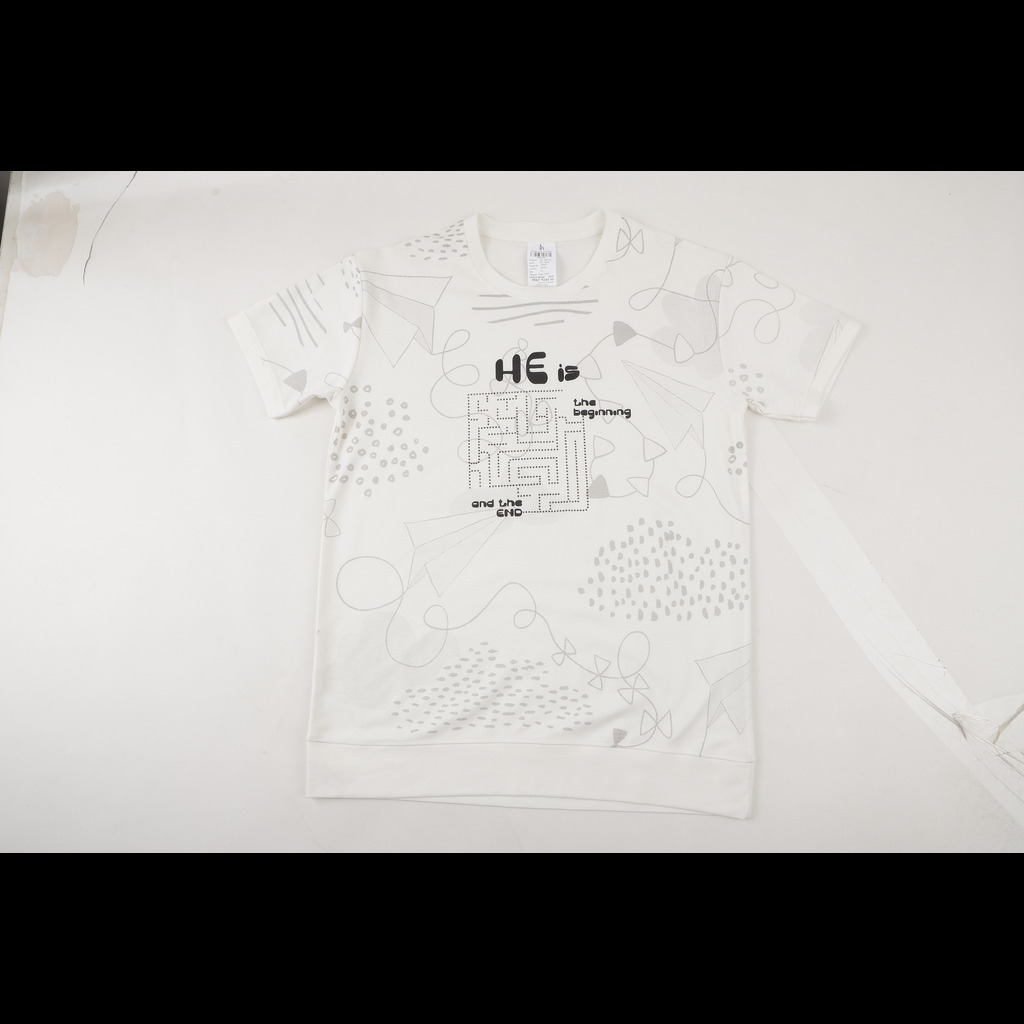 HE is
the
beginning
and the
END